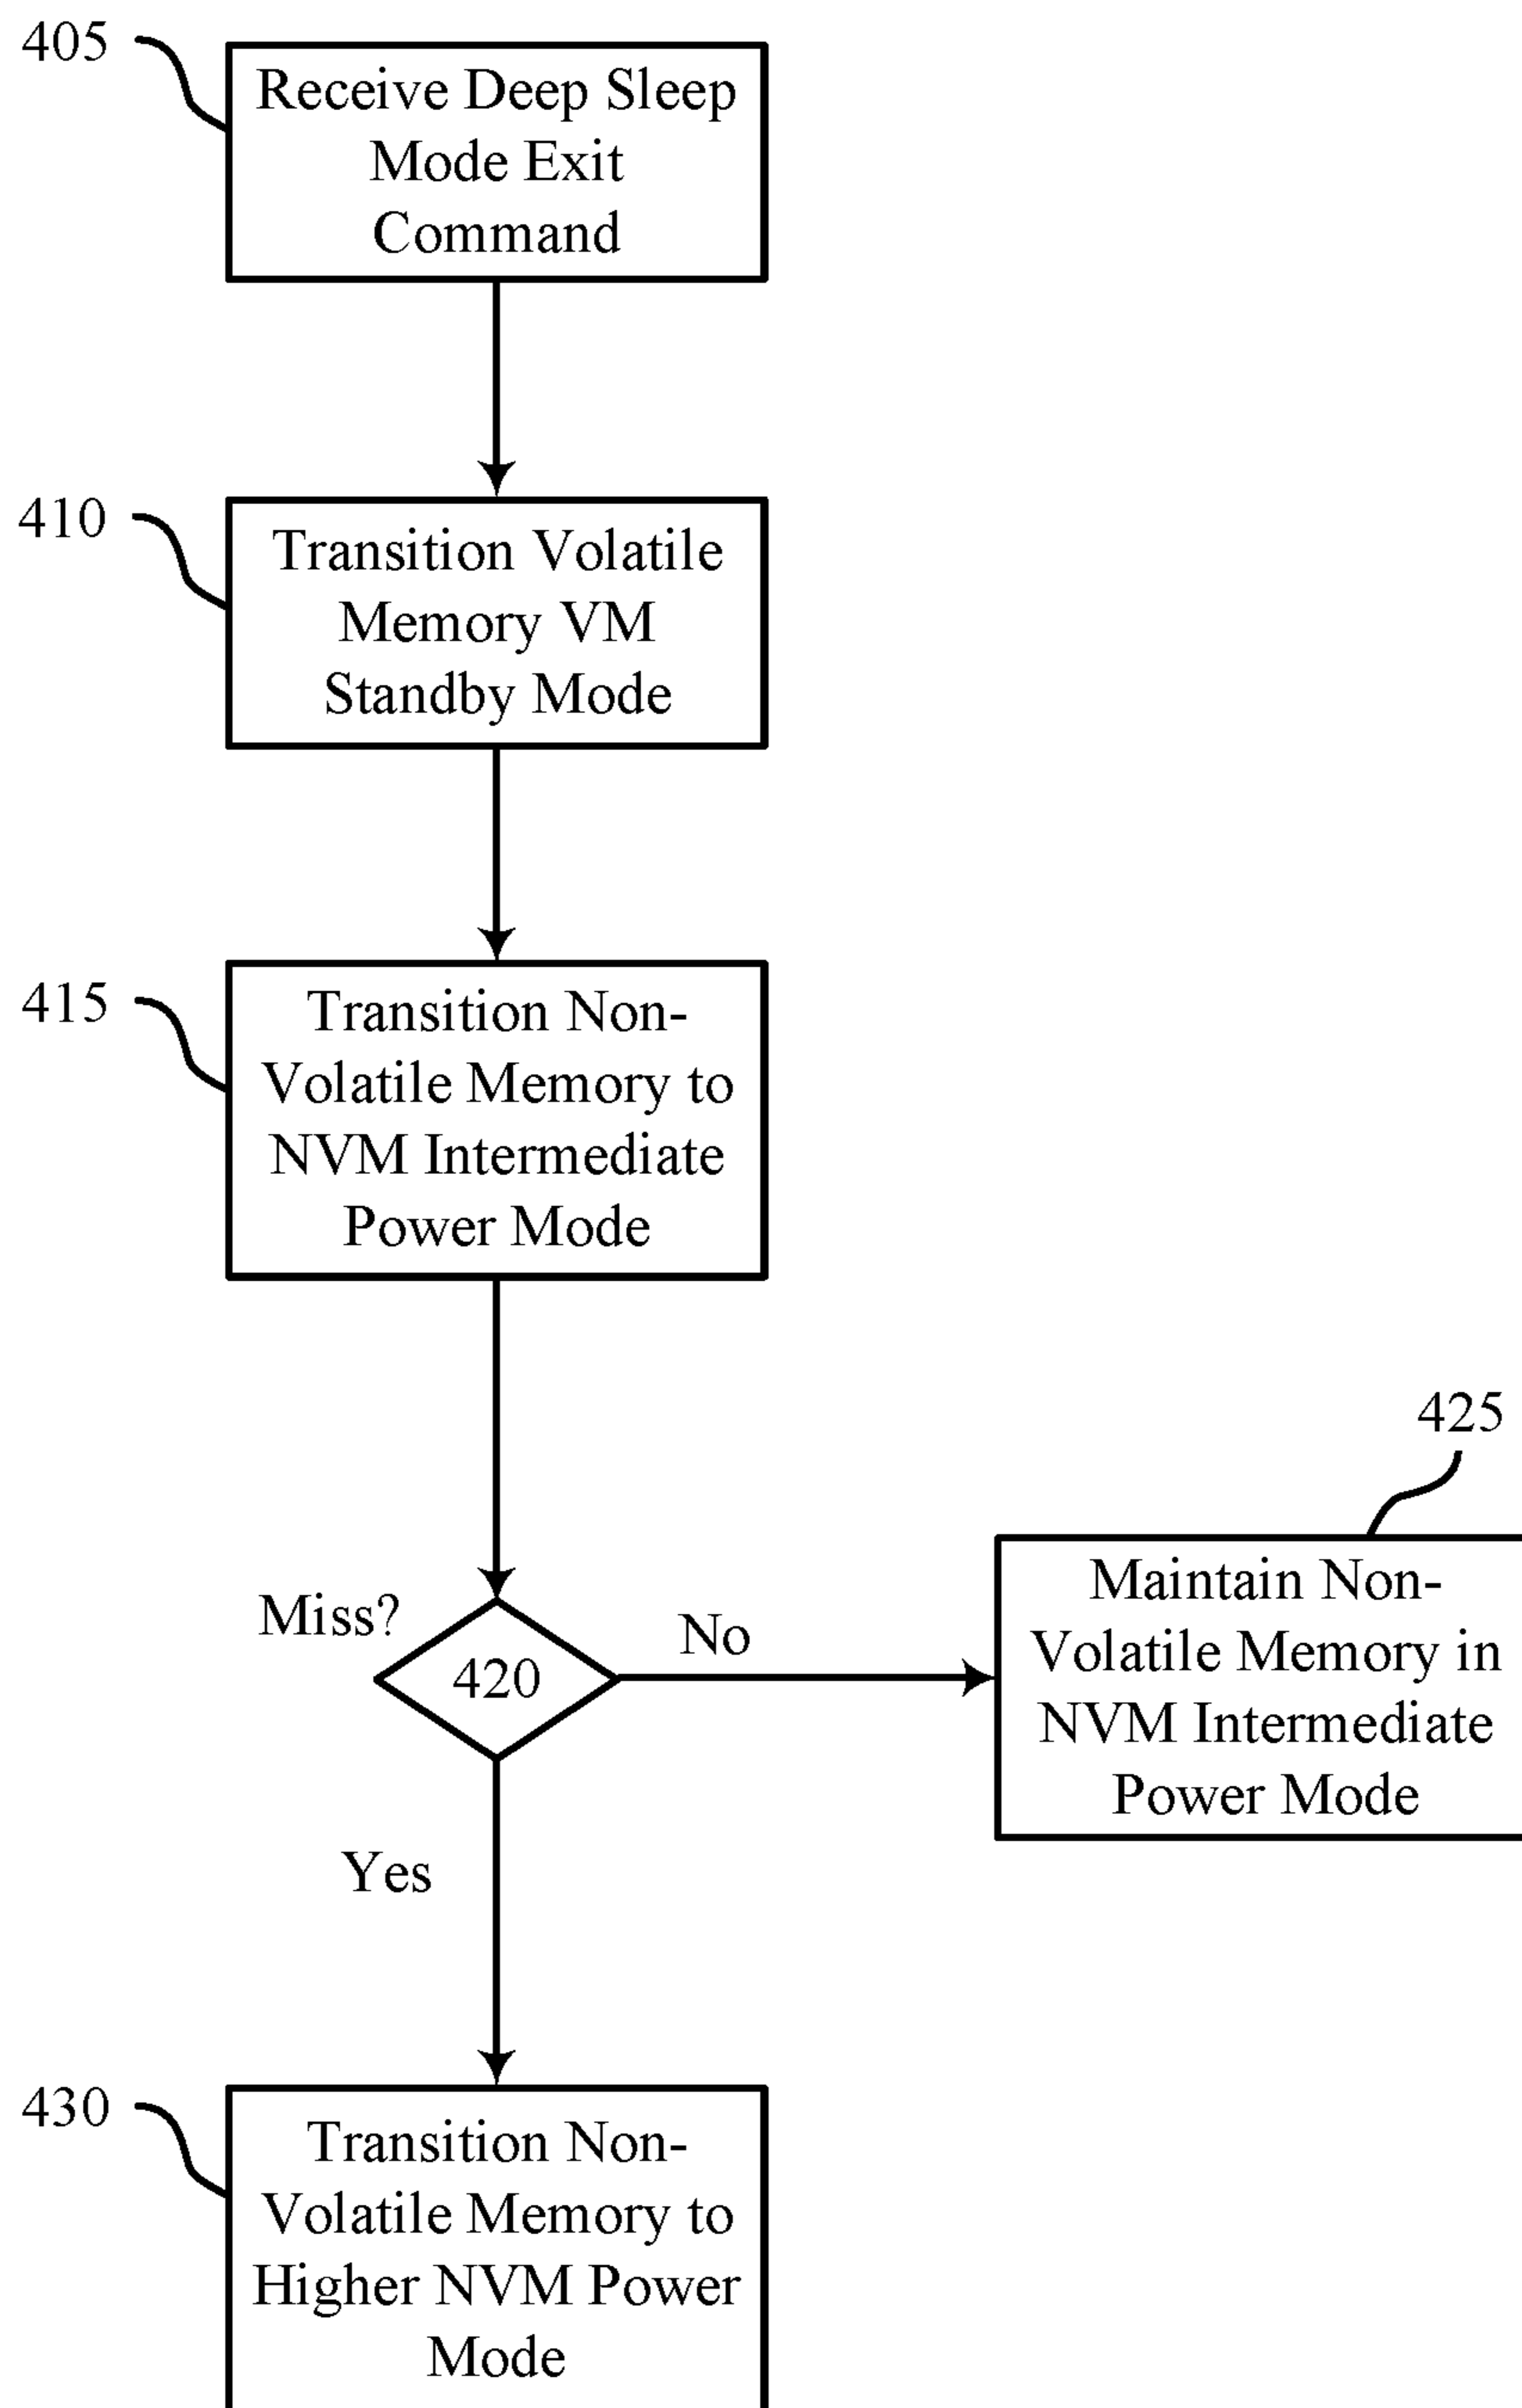 405
Receive Deep Sleep
Mode Exit
Command
410
Transition Volatile
Memory VM
Standby Mode
415
Transition Non-
Volatile Memory to
NVM Intermediate
Power Mode
Miss?
420
No
425
Maintain Non-
Volatile Memory in
NVM Intermediate
Power Mode
Yes
430
Transition Non-
Volatile Memory to
Higher NVM Power
Mode